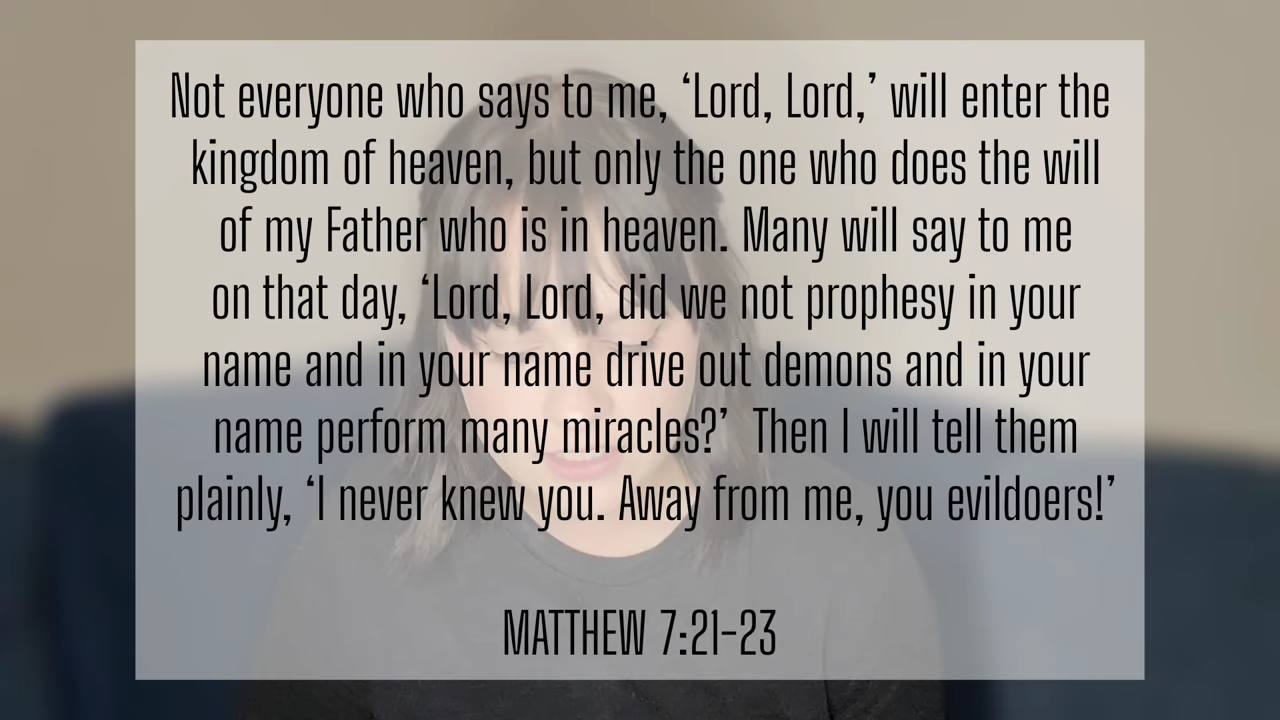 Not everyone who says to me, ‘Lord, Lord,’ will enter the
kingdom of heaven, but only the one who does the will
of my Father who is in heaven. Many will say to me
on that day, ‘Lord, Lord, did we not prophesy in your
name and in your name drive out demons and in your
name perform many miracles?’  Then I will tell them
plainly, ‘I never knew you. Away from me, you evildoers!’
MATTHEW 7:21-23